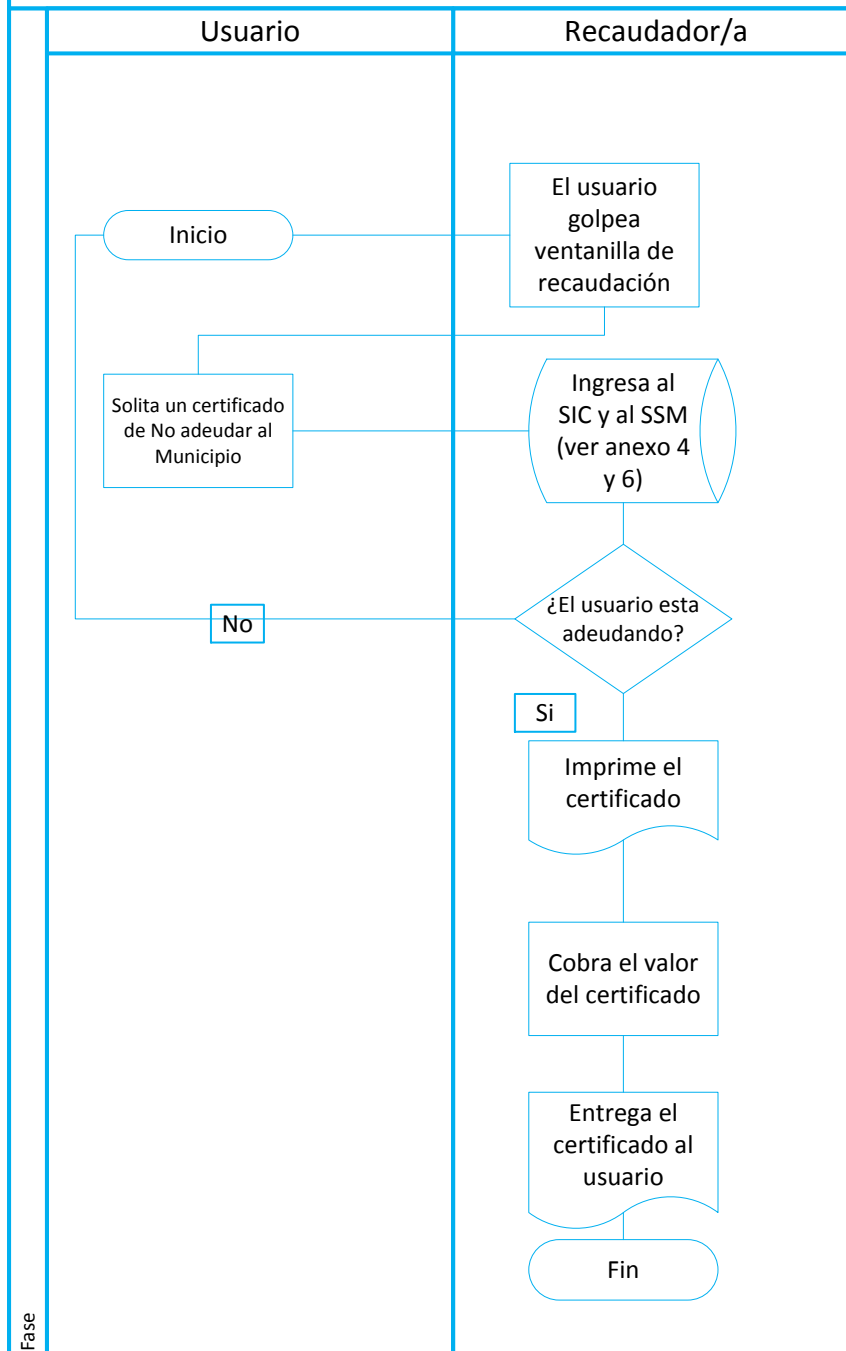 Usuario
Recaudador/a
Inicio
El usuario
golpea
ventanilla de
recaudación
Solita un certificado
de No adeudar al
Municipio
Ingresa al
SIC y al SSM
(ver anexo 4
y 6)
¿El usuario esta
adeudando?
No
Si
Imprime el
certificado
Cobra el valor
del certificado
Entrega el
certificado al
usuario
Fin
Fase